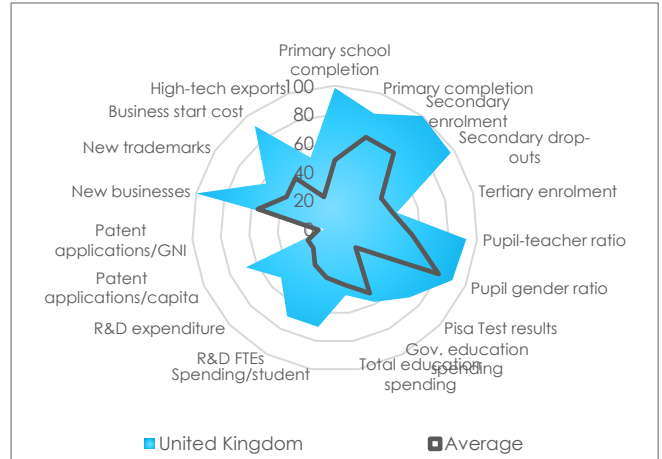 Primary school
completion
High-tech exports
Primary completion
Business start cost
Secondary
enrolment
New trademarks
Secondary drop-
outs
New businesses
Tertiary enrolment
Patent
applications/GNI
Pupil-teacher ratio
Patent
applications/capita
Pupil gender ratio
R&D expenditure
Pisa Test results
R&D FTEs
Gov. education
spending
Spending/student
Total education
spending
100
80
60
40
20
0
United Kingdom
Average